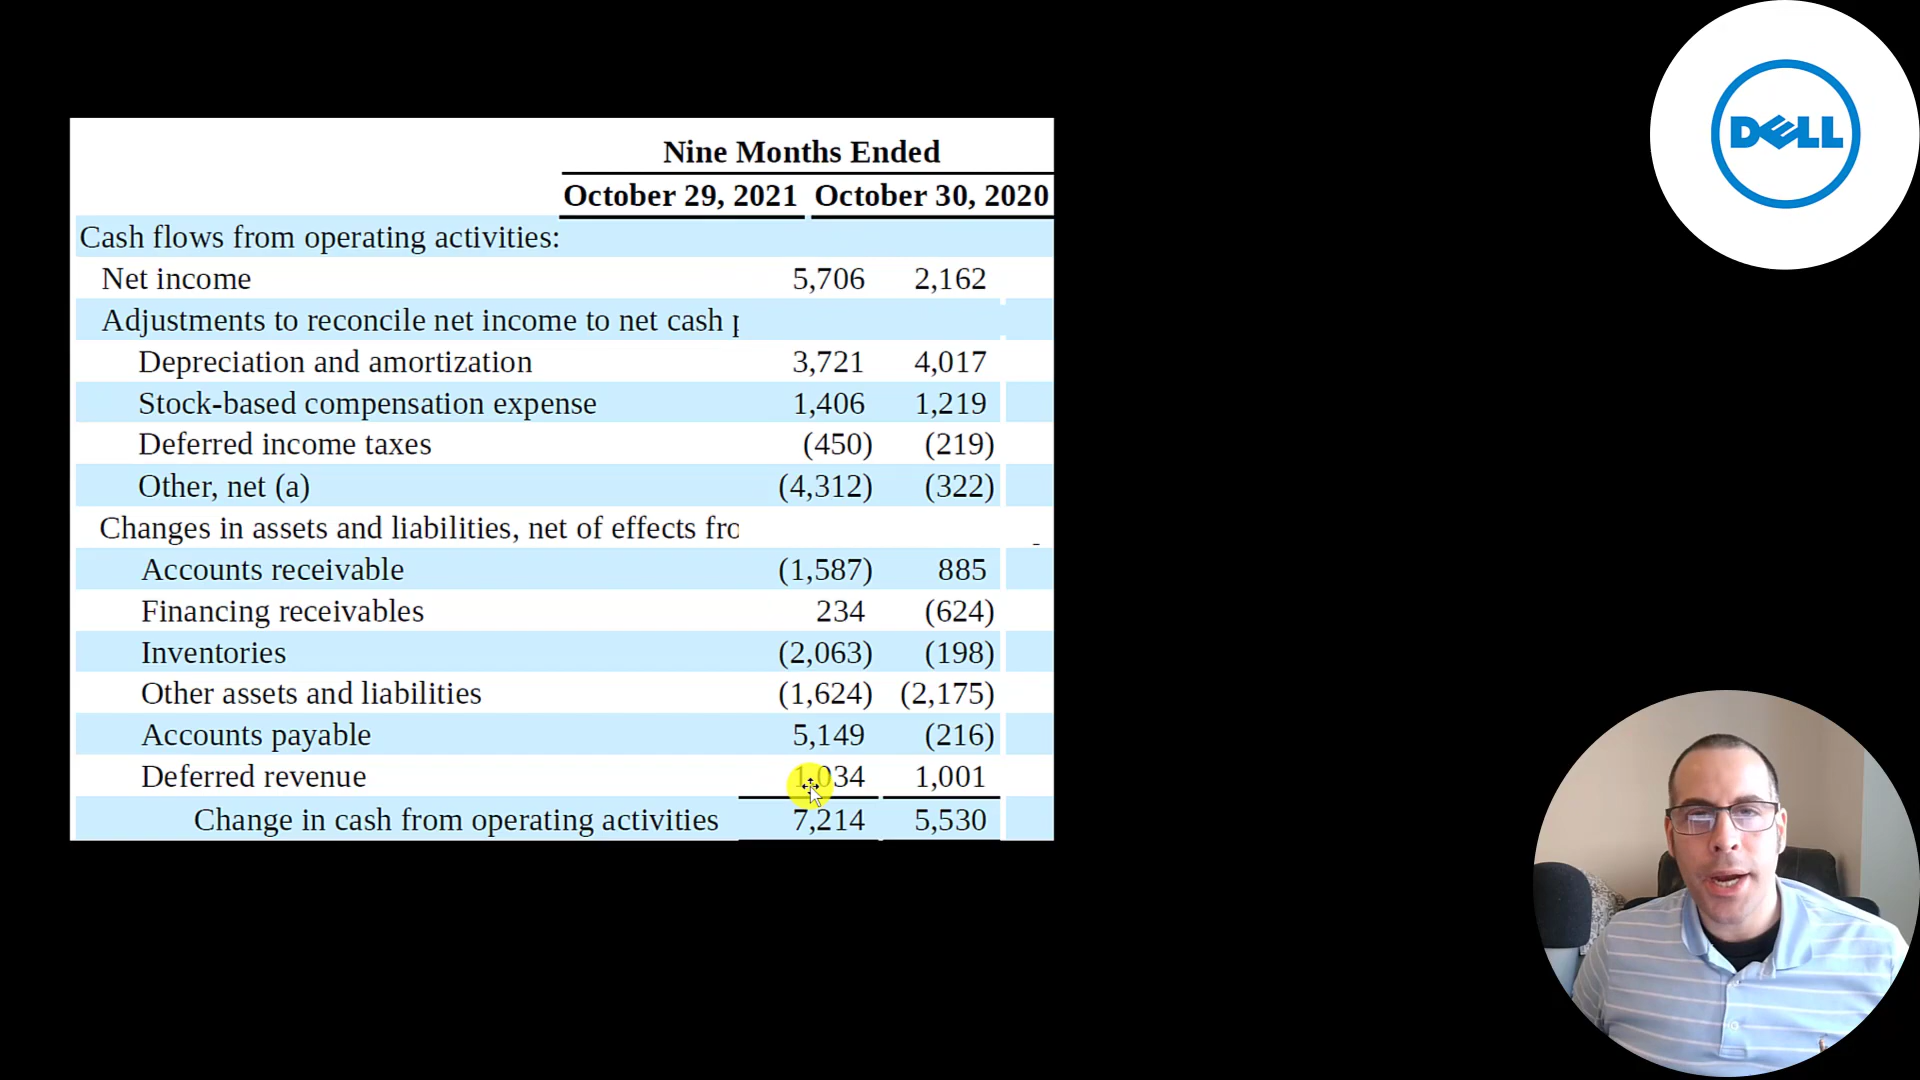 DELL
Nine Months Ended
October 29, 2021 October 30, 2020
Cash flows from operating activities:
Net income 5,706 2,162
Adjustments to reconcile net income to net cash p
Depreciation and amortization 3,721 4,017
Stock-based compensation expense 1,406 1,219
Deferred income taxes (450) (219)
Other, net (a) (4,312) (322)
Changes in assets and liabilities, net of effects fro
Accounts receivable (1,587) 885
Financing receivables 234 (624)
Inventories (2,063) (198)
Other assets and liabilities (1,624) (2,175)
Accounts payable 5,149 (216)
Deferred revenue 1,034 1,001
Change in cash from operating activities 7,214 5,530